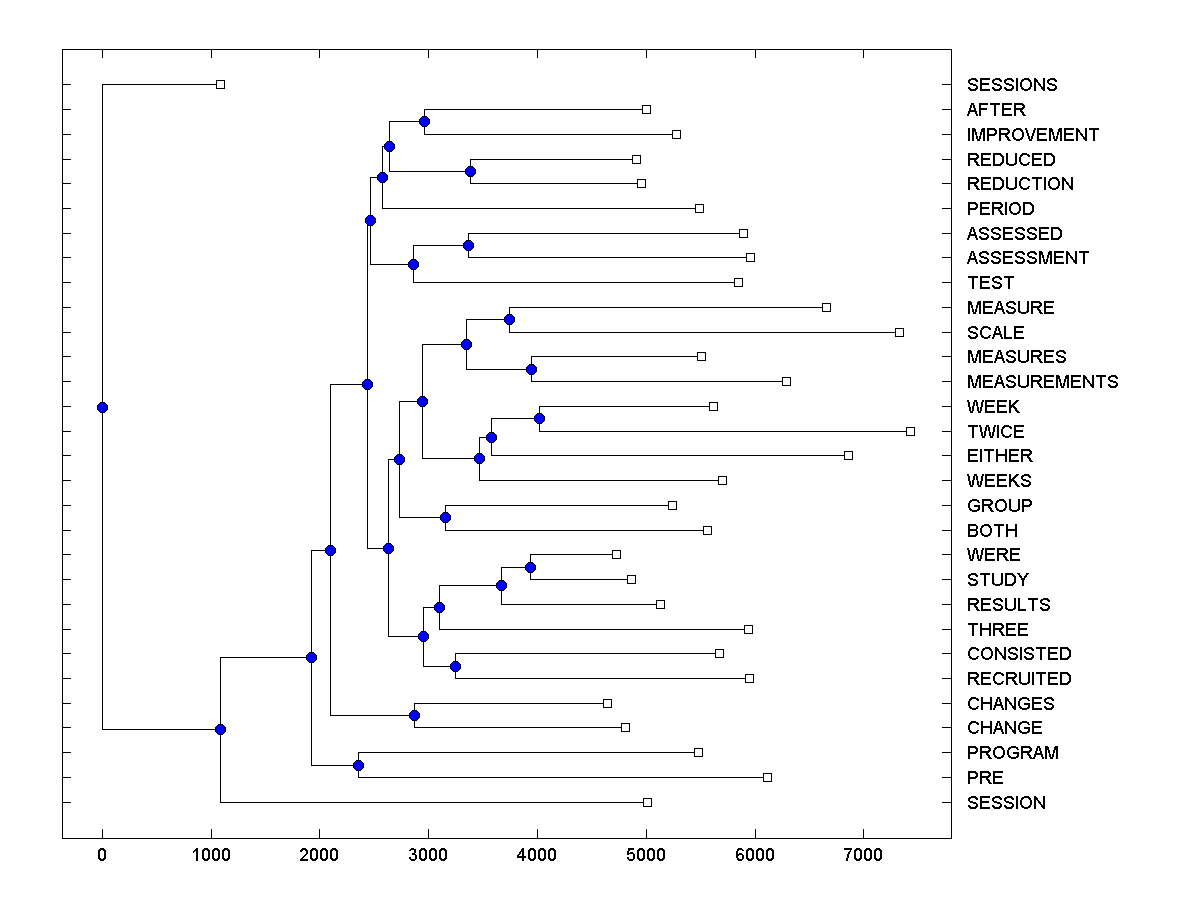 SESSIONS
AFTER
IMPROVEMENT
REDUCED
REDUCTION
PERIOD
ASSESSED
ASSESSMENT
TEST
MEASURE
SCALE
MEASURES
MEASUREMENTS
WEEK
TWICE
EITHER
WEEKS
GROUP
BOTH
WERE
STUDY
RESULTS
THREE
CONSISTED
RECRUITED
CHANGES
CHANGE
PROGRAM
PRE
SESSION
0 1000 2000 3000 4000 5000 6000 7000